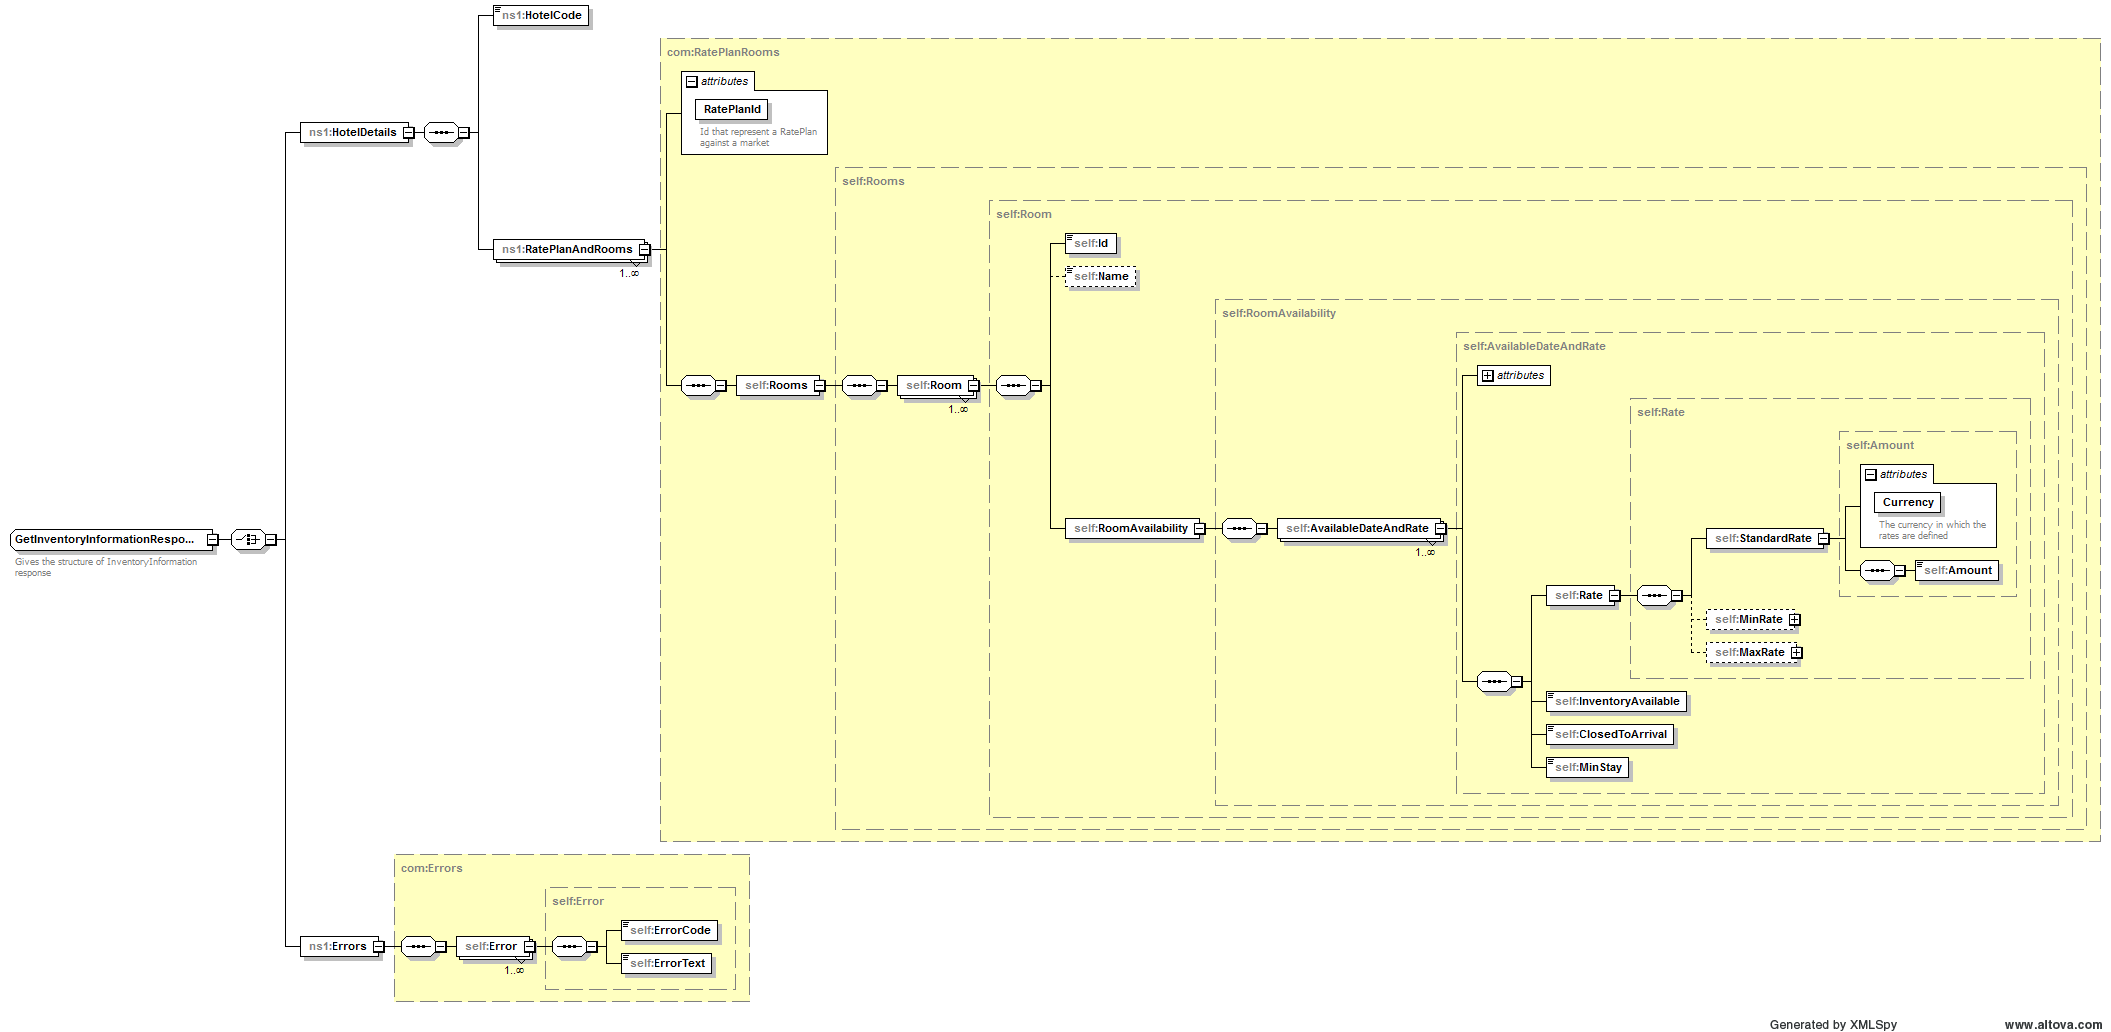 ns1:HotelCode
com:RatePlanRooms
attributes
RatePlanId
Id that represent a RatePlan
against a market
ns1:HotelDetails
self:Rooms
self:Room
self:Id
ns1:RatePlanAndRooms
1..∞
self:Name
self:RoomAvailability
self:AvailableDateAndRate
attributes
self:Rooms
self:Room
1..∞
self:Rate
self:Amount
attributes
Currency
The currency in which the
rates are defined
self:RoomAvailability
self:AvailableDateAndRate
1..∞
self:StandardRate
self:Amount
GetInventoryInformationRespo...
Gives the structure of InventoryInformation
response
self:Rate
self:MinRate
self:MaxRate
self:InventoryAvailable
self:ClosedToArrival
self:MinStay
com:Errors
self:Error
self:ErrorCode
ns1:Errors
self:Error
1..∞
self:ErrorText
Generated by XMLSpy
www.altova.com